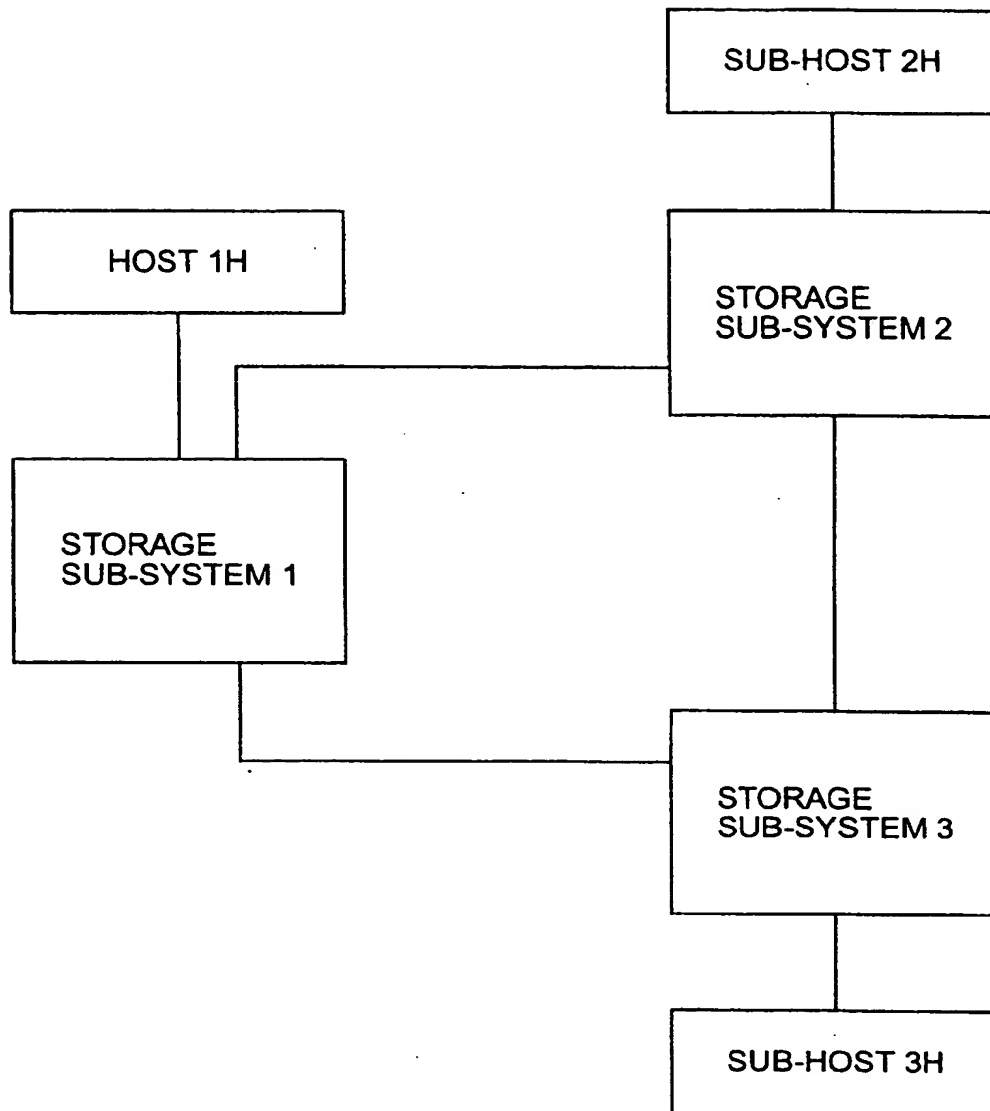 SUB-HOST 2H
HOST 1H
STORAGE
SUB-SYSTEM 2
STORAGE
SUB-SYSTEM 1
STORAGE
SUB-SYSTEM 3
SUB-HOST 3H